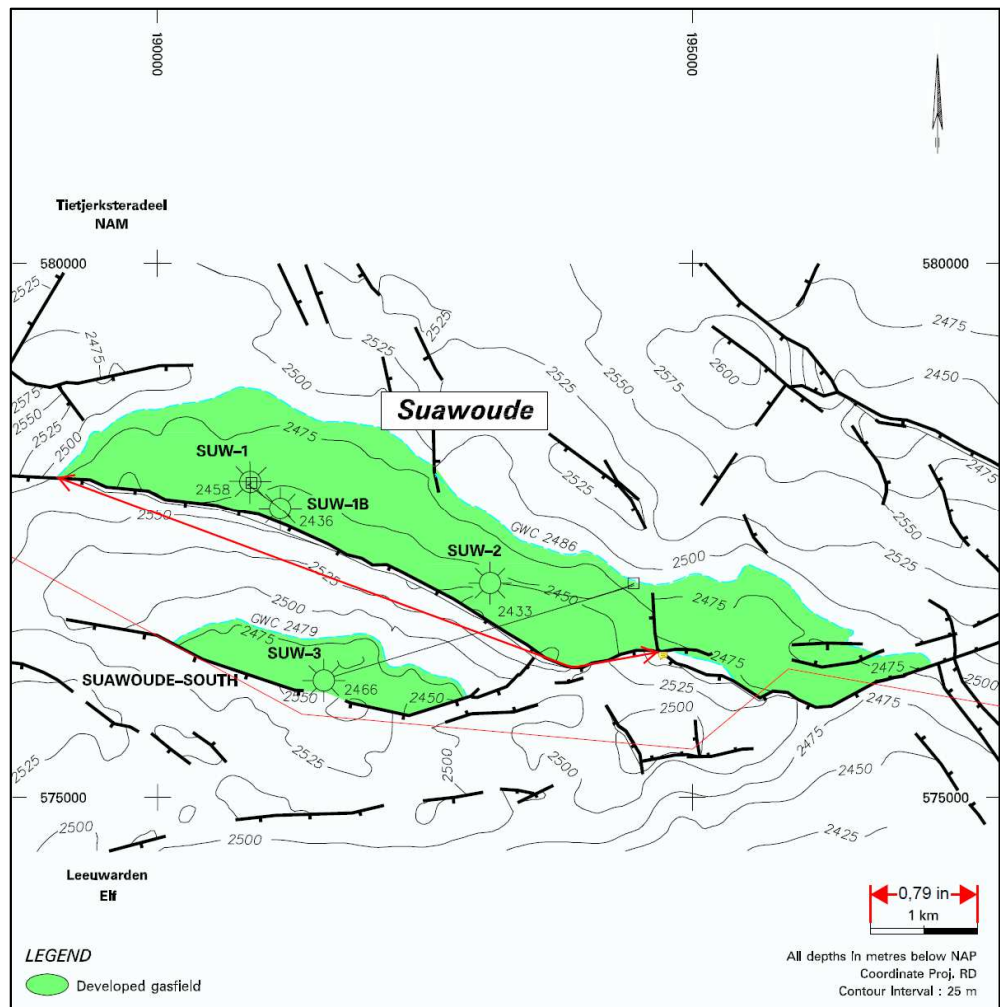 190000
195000
Tietjerksteradeel
NAM
580000
580000
2525
2525
2525
2475
2475
2500
2525
2550
2575
2600
2450
2475
2575
2550
2525
2500
Suawoude
2475
SUW-1
2458
SUW-1B
2436
2525
2550
2550
GWC 2486
2500
SUW-2
2450
2433
2475
2525
2500
GWC 2479
2475
SUW-3
2466
2450
2550
SUAWOUDE-SOUTH
2475
2475
2500
2525
2500
2475
2475
2525
2525
2500
2500
2450
575000
575000
2500
2500
2500
2425
Leeuwarden
Elf
0,79 in
1 km
LEGEND
Developed gasfield
All depths in metres below NAP
Coordinate Proj. RD
Contour Interval : 25 m